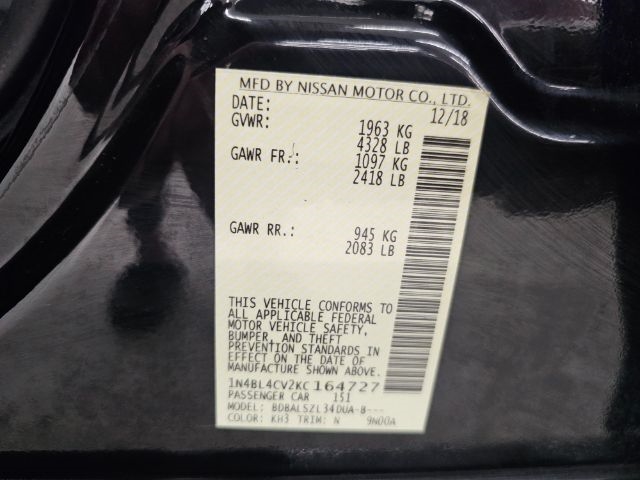 MFD BY NISSAN MOTOR CO., LTD.
DATE: 12/18
GVWR: 1963 KG
4328 LB
GAWR FR.: 1097 KG
2418 LB
GAWR RR.: 945 KG
2083 LB
THIS VEHICLE CONFORMS TO
ALL APPLICABLE FEDERAL
MOTOR VEHICLE SAFETY,
BUMPER, AND THEFT
PREVENTION STANDARDS IN
EFFECT ON THE DATE OF
MANUFACTURE SHOWN ABOVE.
1N4BL4CV2KC164727
PASSENGER CAR 151
MODEL: BDBALSZL34DUA-B---
COLOR: KH3 TRIM: N 9N00A